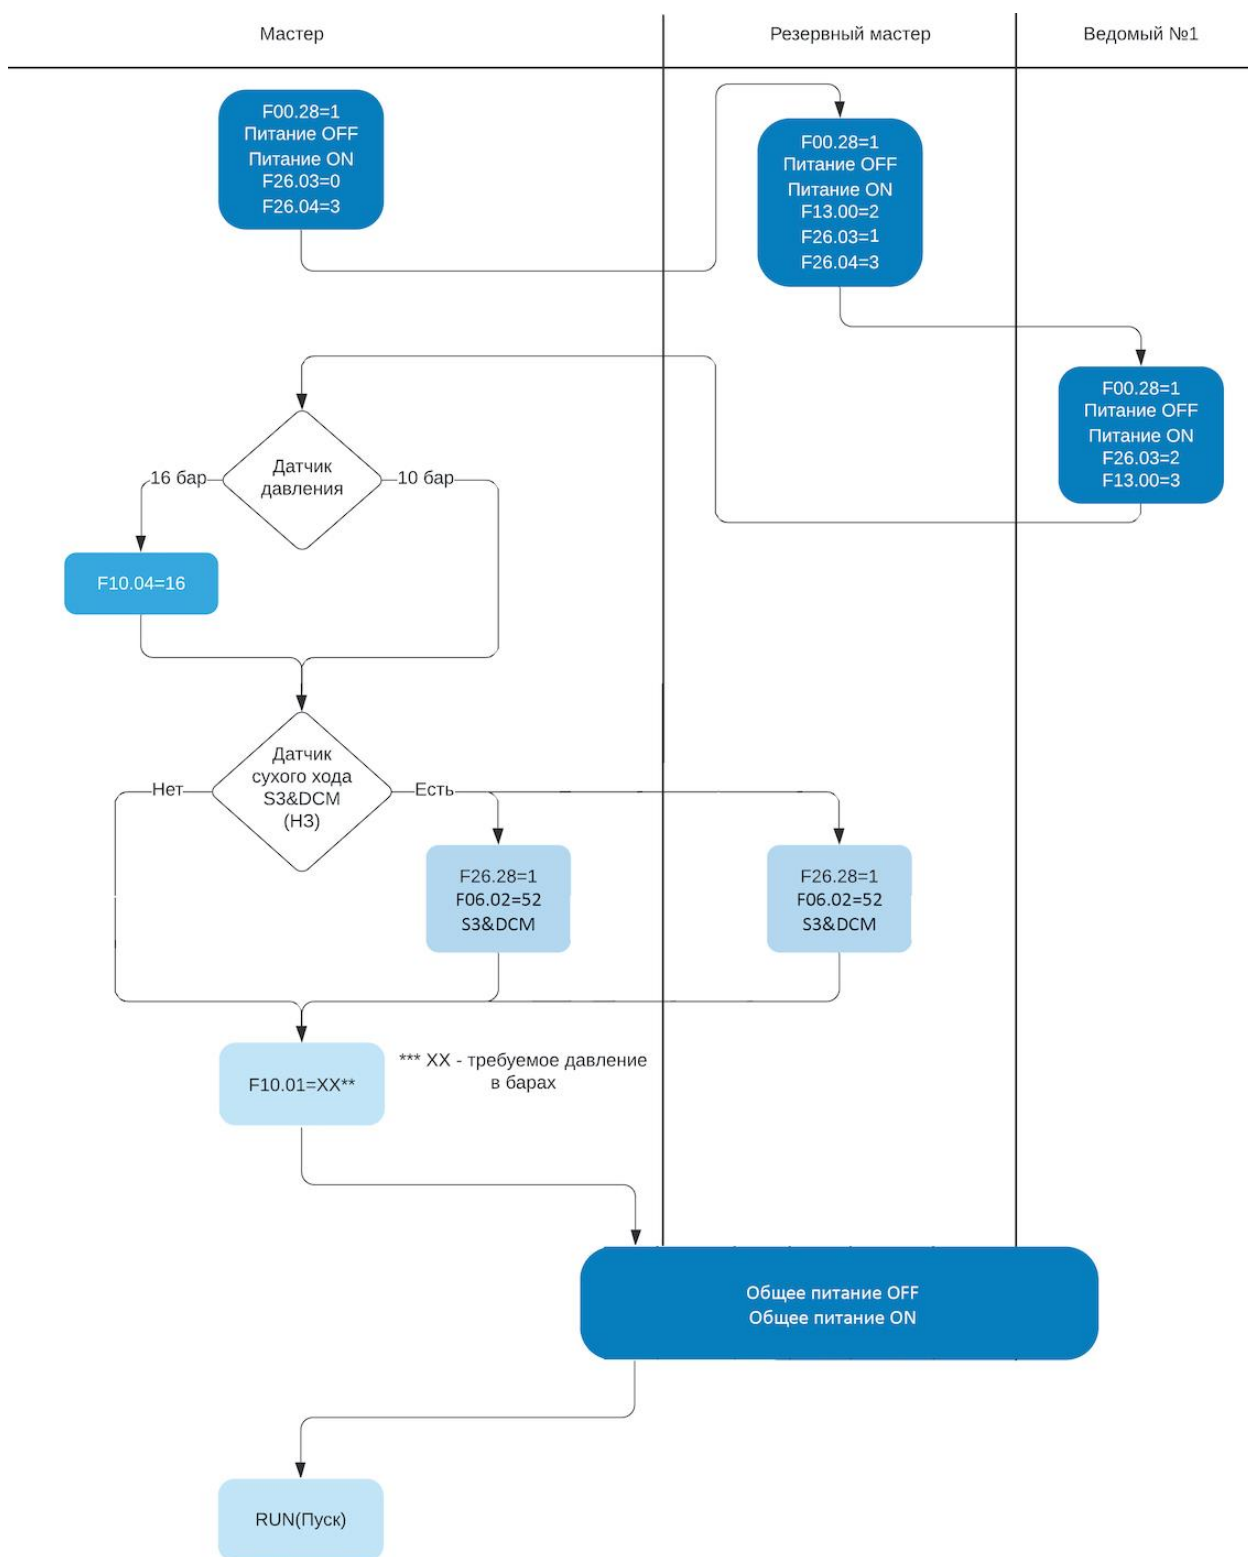 Мастер
Резервный мастер
Ведомый №1
F00.28=1
Питание OFF
Питание ON
F26.03=0
F26.04=3
F00.28=1
Питание OFF
Питание ON
F13.00=2
F26.03=1
F26.04=3
F00.28=1
Питание OFF
Питание ON
F26.03=2
F13.00=3
Датчик
давления
16 бар
10 бар
F10.04=16
Датчик
сухого хода
S3&DCM
(НЗ)
Нет
Есть
F26.28=1
F06.02=52
S3&DCM
F26.28=1
F06.02=52
S3&DCM
F10.01=XX**
*** XX - требуемое давление
в барах
Общее питание OFF
Общее питание ON
RUN(Пуск)